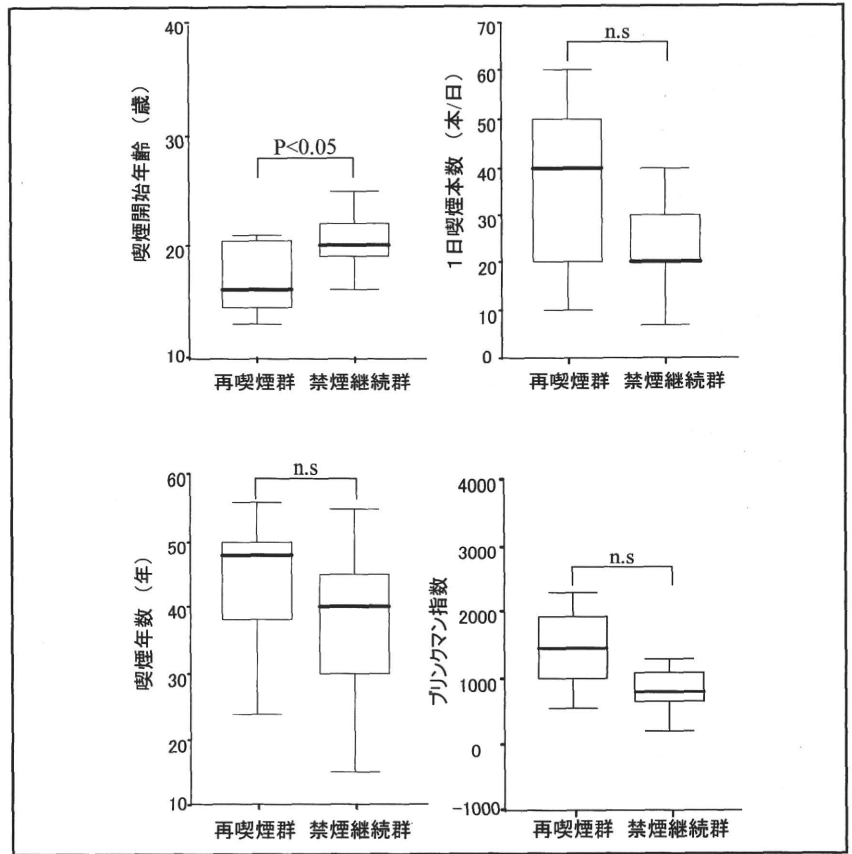 喫煙開始年齢 (歳)
40
30
20
10
P<0.05
再喫煙群 禁煙継続群
1日喫煙本数 (本/日)
70
60
50
40
30
20
10
0
n.s
再喫煙群 禁煙継続群
喫煙年数 (年)
60
50
40
30
20
10
n.s
再喫煙群 禁煙継続群
ブリンクマン指数
4000
3000
2000
1000
0
-1000
n.s
再喫煙群 禁煙継続群